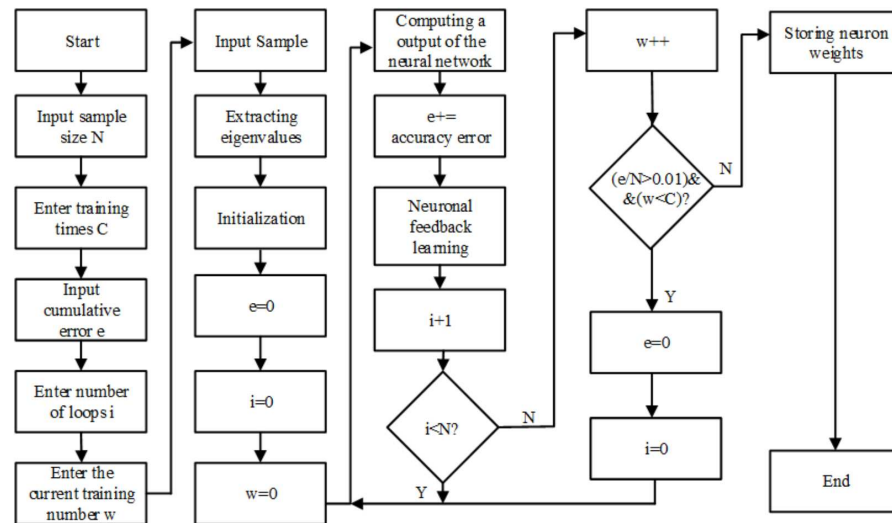 Start
Input sample
size N
Enter training
times C
Input
cumulative
error e
Enter number
of loops i
Enter the
current training
number w
Input Sample
Extracting
eigenvalues
Initialization
e=0
i=0
w=0
Computing a
output of the
neural network
e+=
accuracy error
Neuronal
feedback
learning
i+1
i<N?
N
Y
w++
(e/N>0.01)&
&(w<C)?
N
Y
e=0
i=0
Storing neuron
weights
End